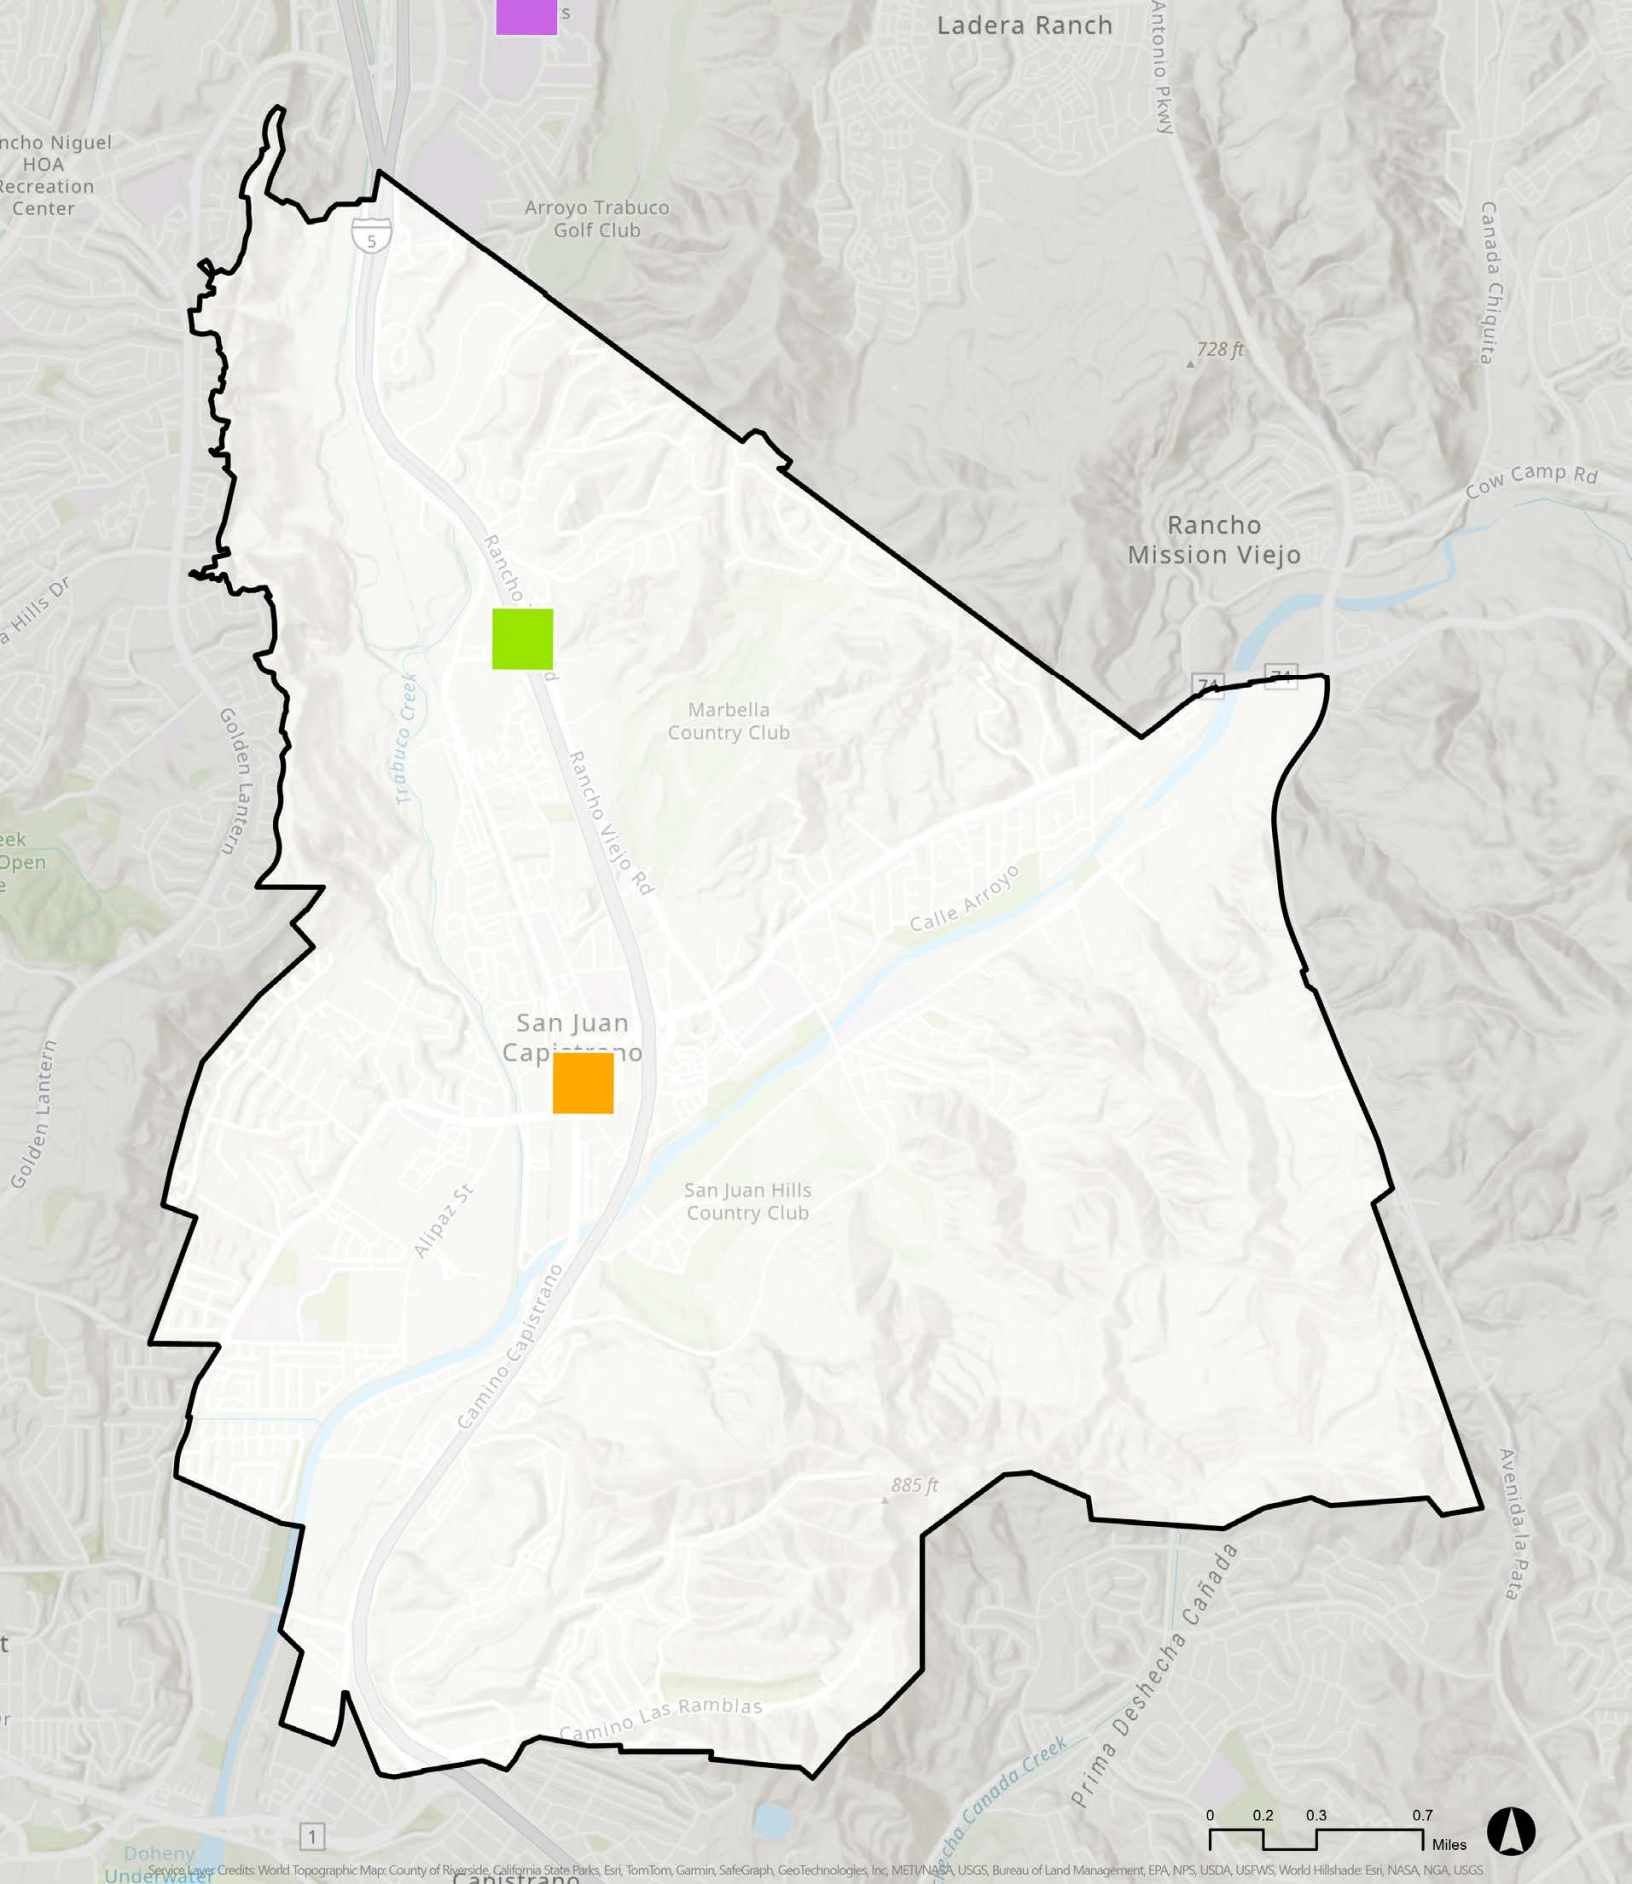 s
Ladera Ranch
Antonio Pkwy
ncho Niguel
HOA
Recreation
Center
Arroyo Trabuco
Golf Club
5
Canada Chiquita
728 ft
Cow Camp Rd
Rancho
Mission Viejo
Rancho
d
a Hills Dr
74
74
Trabuco Creek
Marbella
Country Club
Golden Lantern
Rancho Viejo Rd
eek
Open
e
Calle Arroyo
San Juan
Capistrano
Golden Lantern
Alipaz St
San Juan Hills
Country Club
Camino Capistrano
885 ft
Avenida la Pata
t
Prima Deshecha Cañada
Camino Las Ramblas
Dr
echa Canada Creek
0 0.2 0.3 0.7
Miles
1
Doheny
Underwater
Service Layer Credits: World Topographic Map: County of Riverside, California State Parks, Esri, TomTom, Garmin, SafeGraph, GeoTechnologies, Inc, METI/NASA, USGS, Bureau of Land Management, EPA, NPS, USDA, USFWS, World Hillshade: Esri, NASA, NGA, USGS
Capistrano